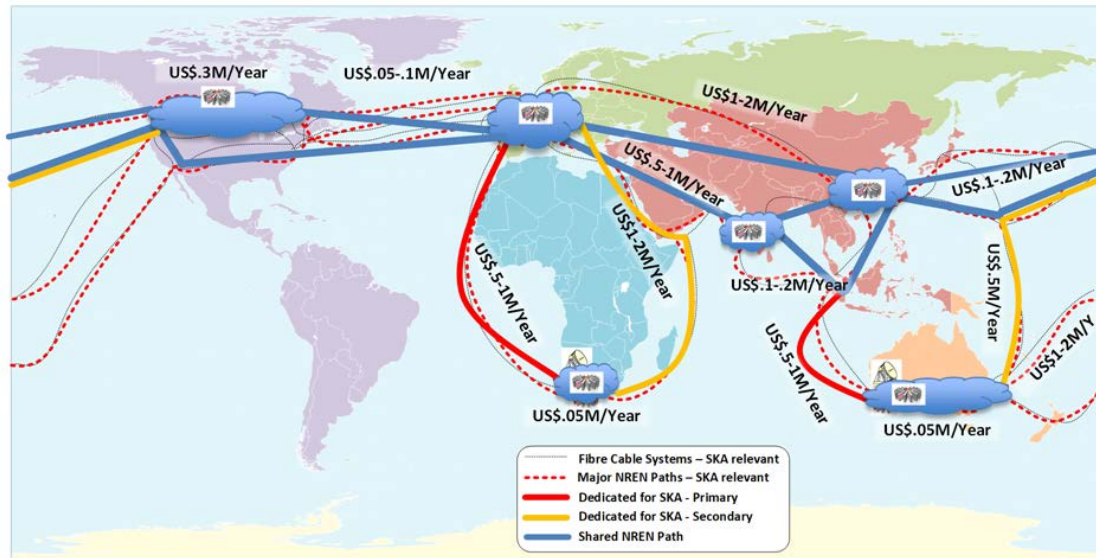 US$.3M/Year
US$.05-.1M/Year
US$1-2M/Year
US$.5-1M/Year
US$.1-.2M/Year
US$1-2M/Year
US$.5-1M/Year
US$.1-.2M/Year
US$.5M/Year
US$.5-1M/Year
US$1-2M/Y
US$.05M/Year
US$.05M/Year
Fibre Cable Systems – SKA relevant
Major NREN Paths – SKA relevant
Dedicated for SKA - Primary
Dedicated for SKA - Secondary
Shared NREN Path